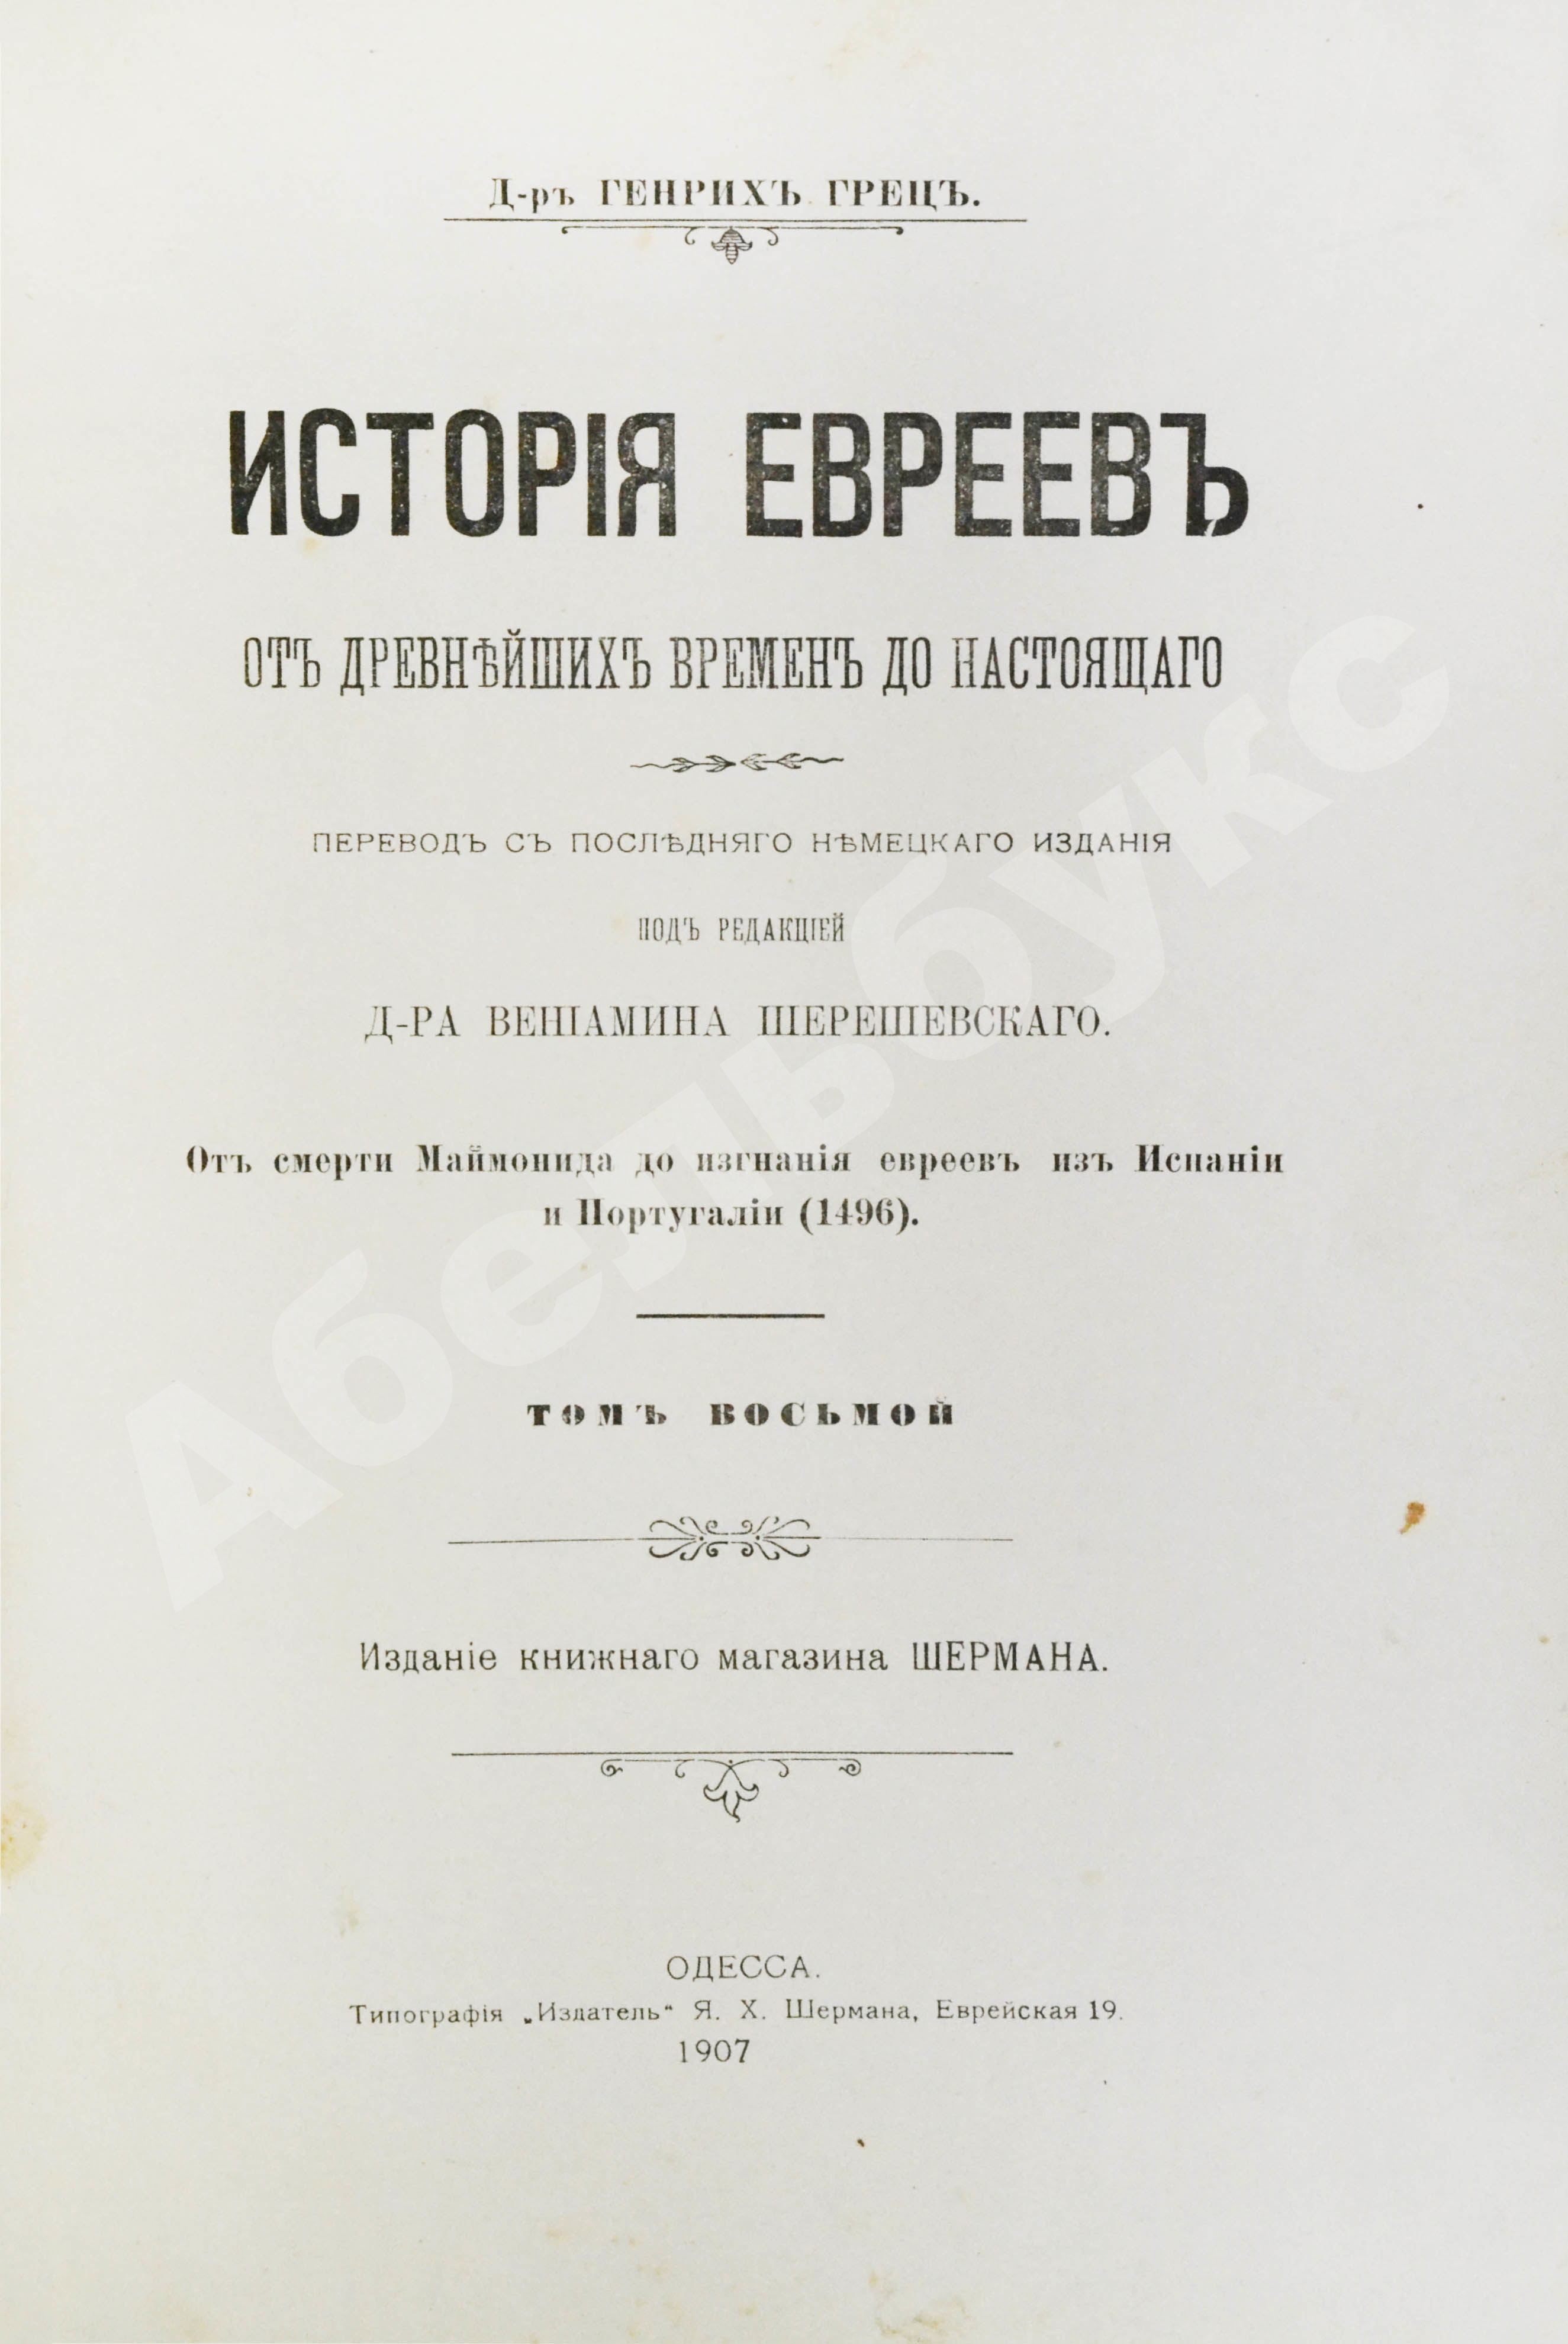 Д-ръ ГЕНРИХЪ ГРЕЦЪ.
ИСТОРІЯ ЕВРЕЕВЪ
ОТЪ ДРЕВНѢЙШИХЪ ВРЕМЕНЪ ДО НАСТОЯЩАГО
ПЕРЕВОДЪ СЪ ПОСЛѢДНЯГО НѢМЕЦКАГО ИЗДАНІЯ
ПОДЪ РЕДАКЦІЕЙ
Д-РА ВЕНІАМИНА ШЕРЕШЕВСКАГО.
Отъ смерти Маймонида до изгнанія евреевъ изъ Испаніи
и Португаліи (1496).
ТОМЪ ВОСЬМОЙ
Изданіе книжнаго магазина ШЕРМАНА.
ОДЕССА.
Типографія „Издатель“ Я. Х. Шермана, Еврейская 19.
1907
Абельбукс